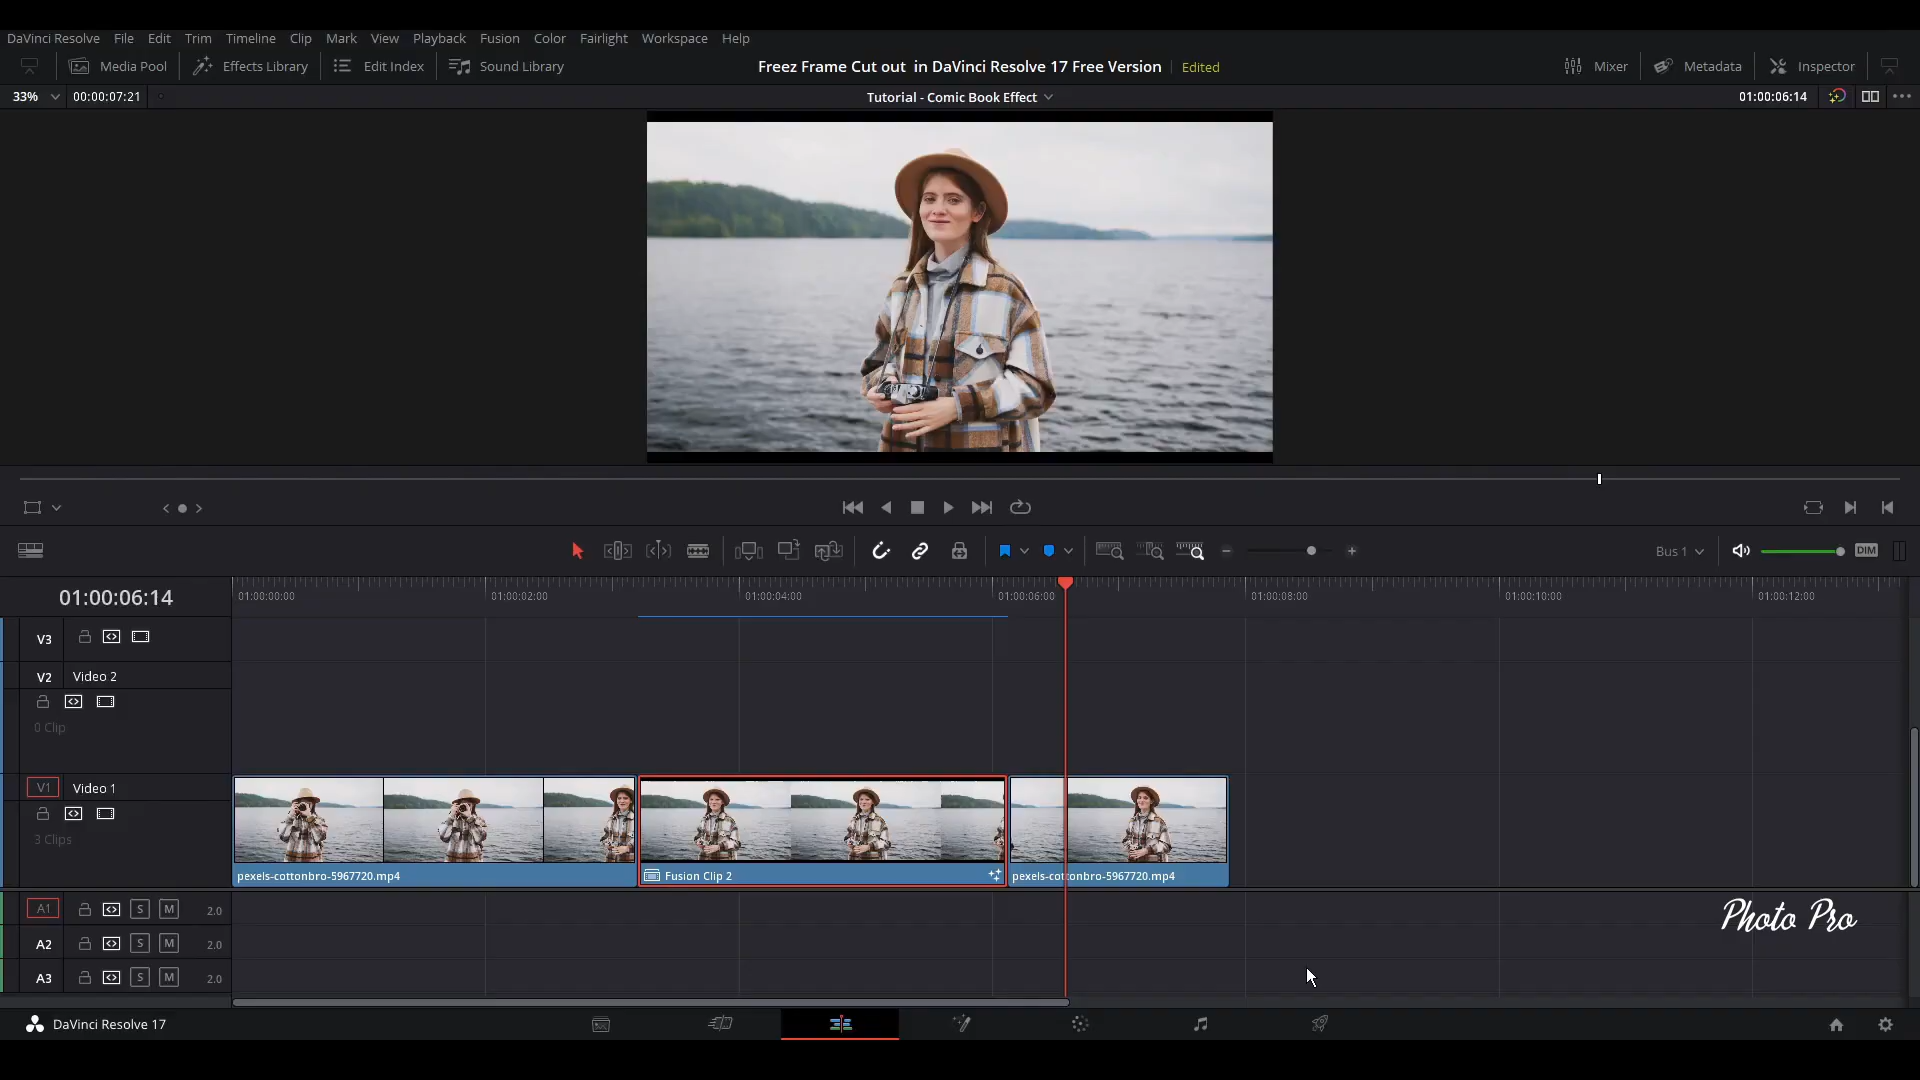 DaVinci Resolve File Edit Trim Timeline Clip Mark View Playback Fusion Color Fairlight Workspace Help
Media Pool Effects Library Edit Index Sound Library Freez Frame Cut out in DaVinci Resolve 17 Free Version Edited Mixer Metadata Inspector
33% 00:00:07:21 Tutorial - Comic Book Effect 01:00:06:14
Bus 1 DIM
01:00:06:14 01:00:00:00 01:00:02:00 01:00:04:00 01:00:06:00 01:00:08:00 01:00:10:00 01:00:12:00
V3
V2 Video 2
0 Clip
V1 Video 1
3 Clips
pexels-cottonbro-5967720.mp4 Fusion Clip 2 pexels-cottonbro-5967720.mp4
A1 S M 2.0
Photo Pro
A2 S M 2.0
A3 S M 2.0
DaVinci Resolve 17